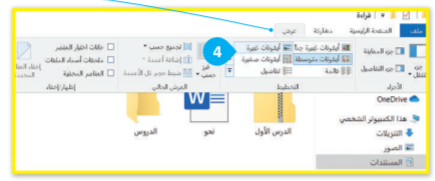 قراءة
ملف الصفحة الرئيسية مشاركة عرض
جزء المعاينة
جزء التفاصيل
جزء التنقل
الأجزاء
أيقونات كبيرة جداً أيقونات كبيرة
أيقونات متوسطة أيقونات صغيرة
قائمة تفاصيل
التخطيط
4
فرز حسب
تجميع حسب
إضافة أعمدة
ضبط حجم كل الأعمدة
العرض الحالي
خانات اختيار العنصر
ملحقات أسماء الملفات
العناصر المخفية
إظهار/إخفاء
OneDrive
هذا الكمبيوتر الشخصي
التنزيلات
الصور
المستندات
الدرس الأول
W
نحو
الدروس